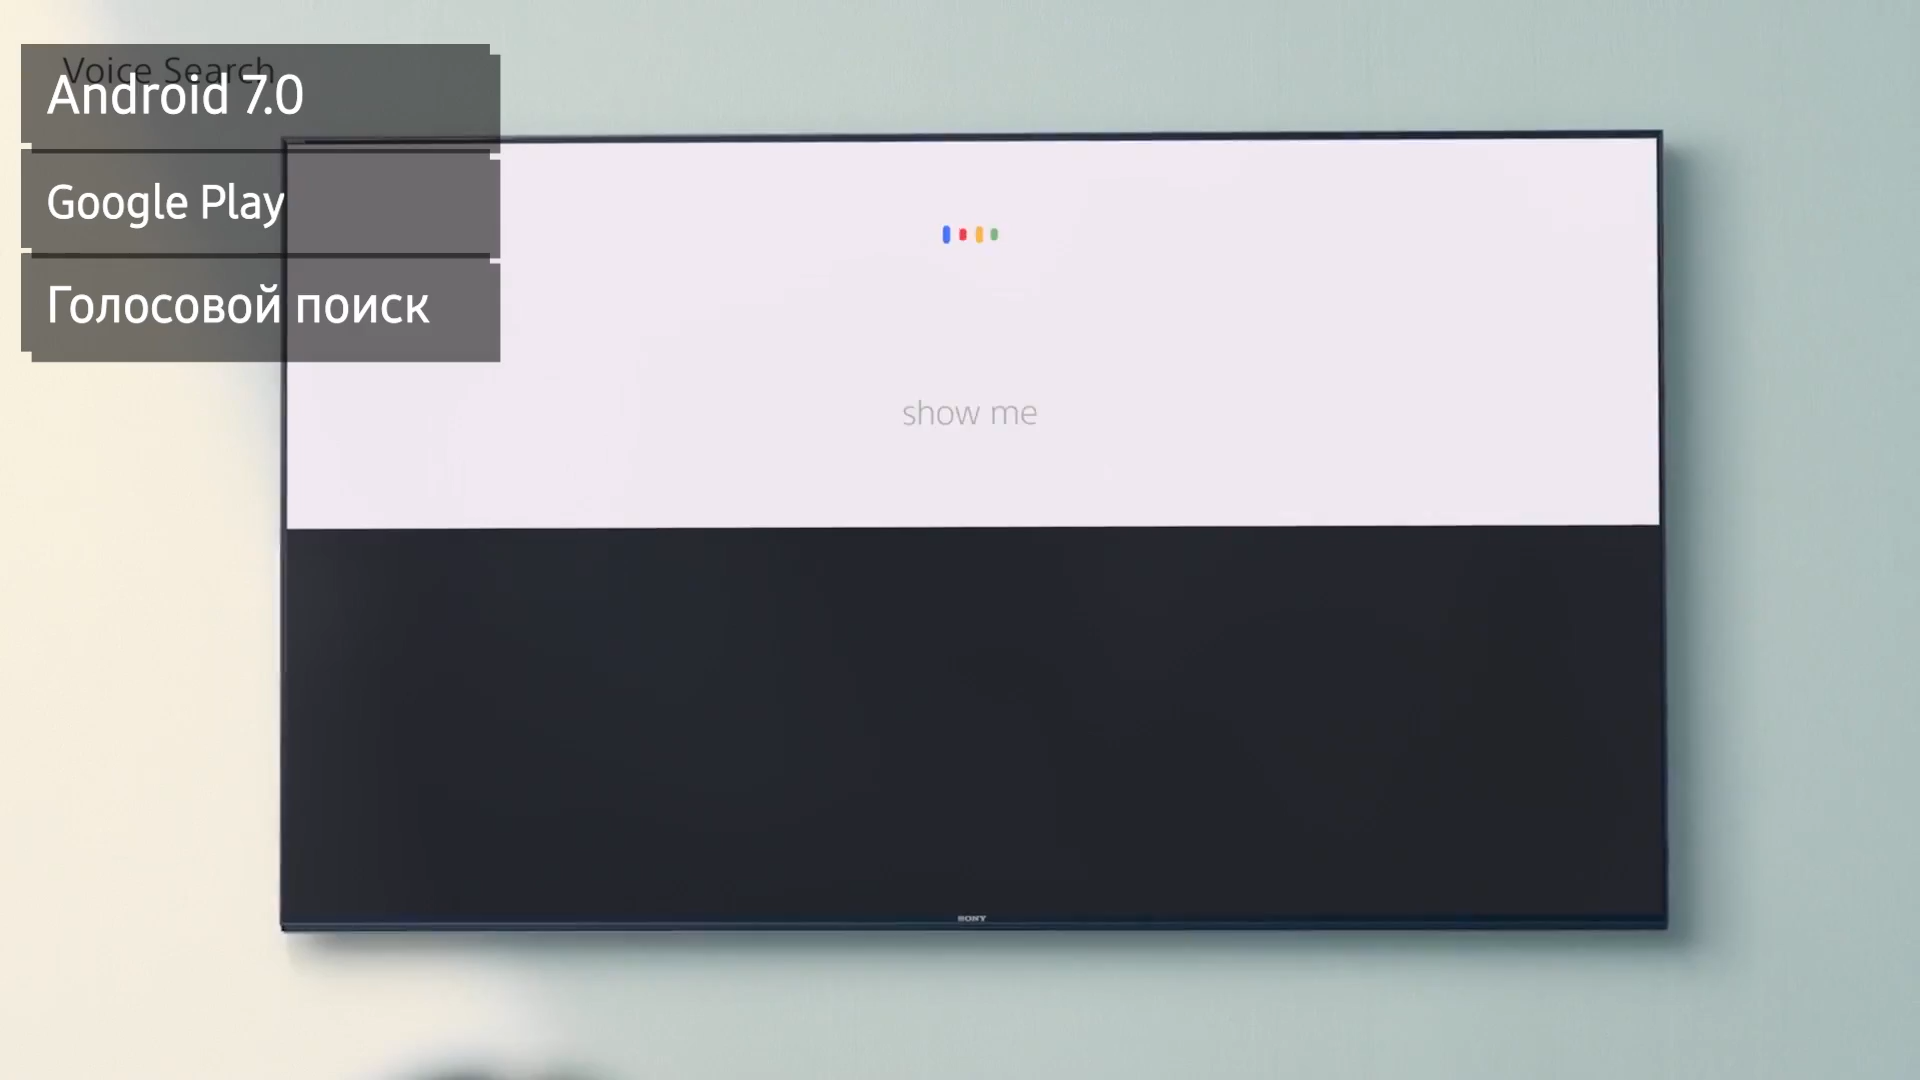 Voice Search
Android 7.0
Google Play
Голосовой поиск
show me
SONY